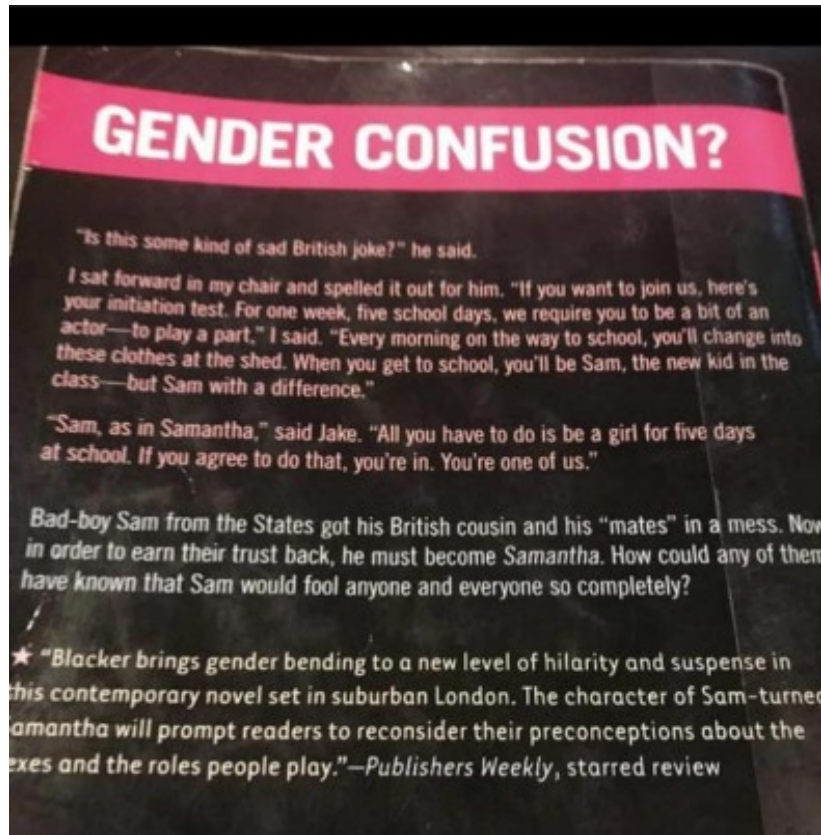 GENDER CONFUSION?
"Is this some kind of sad British joke?" he said.
I sat forward in my chair and spelled it out for him. "If you want to join us, here's
your initiation test. For one week, five school days, we require you to be a bit of an
actor—to play a part," I said. "Every morning on the way to school, you'll change into
these clothes at the shed. When you get to school, you'll be Sam, the new kid in the
class—but Sam with a difference."
"Sam, as in Samantha," said Jake. "All you have to do is be a girl for five days
at school. If you agree to do that, you're in. You're one of us."
Bad-boy Sam from the States got his British cousin and his "mates" in a mess. Now
in order to earn their trust back, he must become Samantha. How could any of them
have known that Sam would fool anyone and everyone so completely?
★ "Blacker brings gender bending to a new level of hilarity and suspense in
this contemporary novel set in suburban London. The character of Sam-turned
amantha will prompt readers to reconsider their preconceptions about the
exes and the roles people play."—Publishers Weekly, starred review